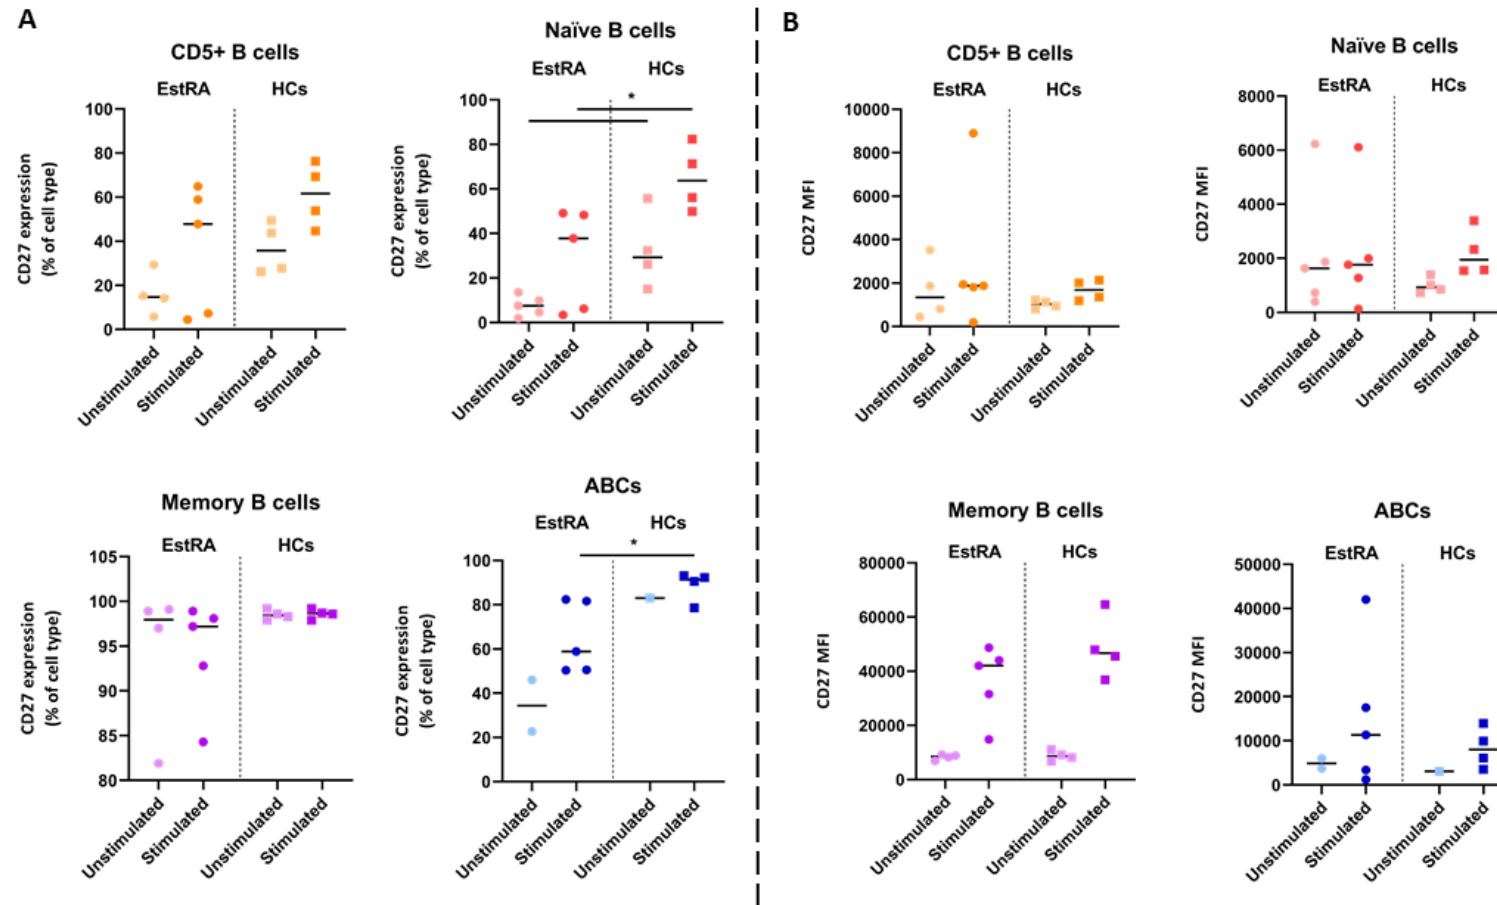 A
CD5+ B cells
EstRA HCs
CD27 expression
(% of cell type)
100
80
60
40
20
0
Unstimulated
Stimulated
Unstimulated
Stimulated
Naïve B cells
EstRA HCs
*
CD27 expression
(% of cell type)
100
80
60
40
20
0
Unstimulated
Stimulated
Unstimulated
Stimulated
Memory B cells
EstRA HCs
CD27 expression
(% of cell type)
105
100
95
90
85
80
Unstimulated
Stimulated
Unstimulated
Stimulated
ABCs
EstRA HCs
*
CD27 expression
(% of cell type)
100
80
60
40
20
0
Unstimulated
Stimulated
Unstimulated
Stimulated
B
CD5+ B cells
EstRA HCs
CD27 MFI
10000
8000
6000
4000
2000
0
Unstimulated
Stimulated
Unstimulated
Stimulated
Naïve B cells
EstRA HCs
CD27 MFI
8000
6000
4000
2000
0
Unstimulated
Stimulated
Unstimulated
Stimulated
Memory B cells
EstRA HCs
CD27 MFI
80000
60000
40000
20000
0
Unstimulated
Stimulated
Unstimulated
Stimulated
ABCs
EstRA HCs
CD27 MFI
50000
40000
30000
20000
10000
0
Unstimulated
Stimulated
Unstimulated
Stimulated